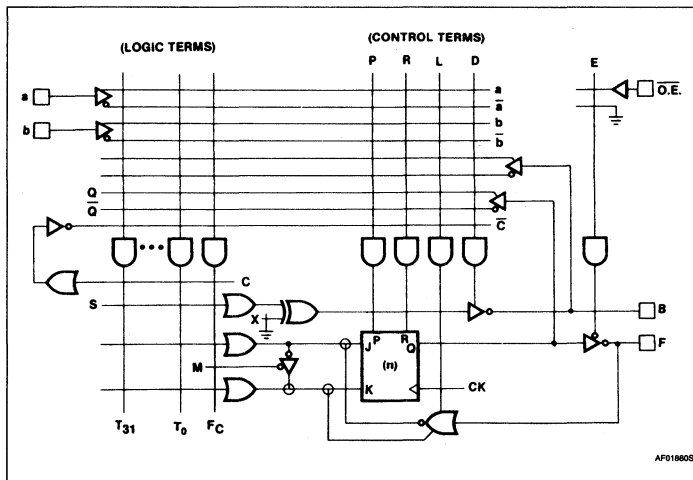 (LOGIC TERMS)
(CONTROL TERMS)
P R L D E
a
a
a̅
O.E.
b
b
b̅
Q
Q̅
C̅
C
S
X
B
P R
J Q
F
M
(n)
K
CK
T31 T0 FC
AF01880S